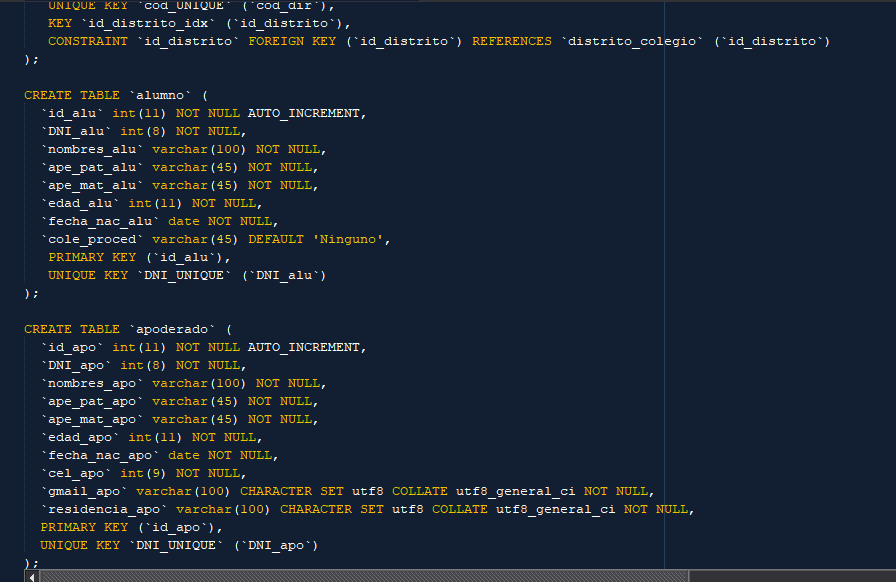 UNIQUE KEY `cod_UNIQUE` (`cod_dir`),
KEY `id_distrito_idx` (`id_distrito`),
CONSTRAINT `id_distrito` FOREIGN KEY (`id_distrito`) REFERENCES `distrito_colegio` (`id_distrito`)
);
CREATE TABLE `alumno` (
`id_alu` int(11) NOT NULL AUTO_INCREMENT,
`DNI_alu` int(8) NOT NULL,
`nombres_alu` varchar(100) NOT NULL,
`ape_pat_alu` varchar(45) NOT NULL,
`ape_mat_alu` varchar(45) NOT NULL,
`edad_alu` int(11) NOT NULL,
`fecha_nac_alu` date NOT NULL,
`cole_proced` varchar(45) DEFAULT 'Ninguno',
PRIMARY KEY (`id_alu`),
UNIQUE KEY `DNI_UNIQUE` (`DNI_alu`)
);
CREATE TABLE `apoderado` (
`id_apo` int(11) NOT NULL AUTO_INCREMENT,
`DNI_apo` int(8) NOT NULL,
`nombres_apo` varchar(100) NOT NULL,
`ape_pat_apo` varchar(45) NOT NULL,
`ape_mat_apo` varchar(45) NOT NULL,
`edad_apo` int(11) NOT NULL,
`fecha_nac_apo` date NOT NULL,
`cel_apo` int(9) NOT NULL,
`gmail_apo` varchar(100) CHARACTER SET utf8 COLLATE utf8_general_ci NOT NULL,
`residencia_apo` varchar(100) CHARACTER SET utf8 COLLATE utf8_general_ci NOT NULL,
PRIMARY KEY (`id_apo`),
UNIQUE KEY `DNI_UNIQUE` (`DNI_apo`)
);